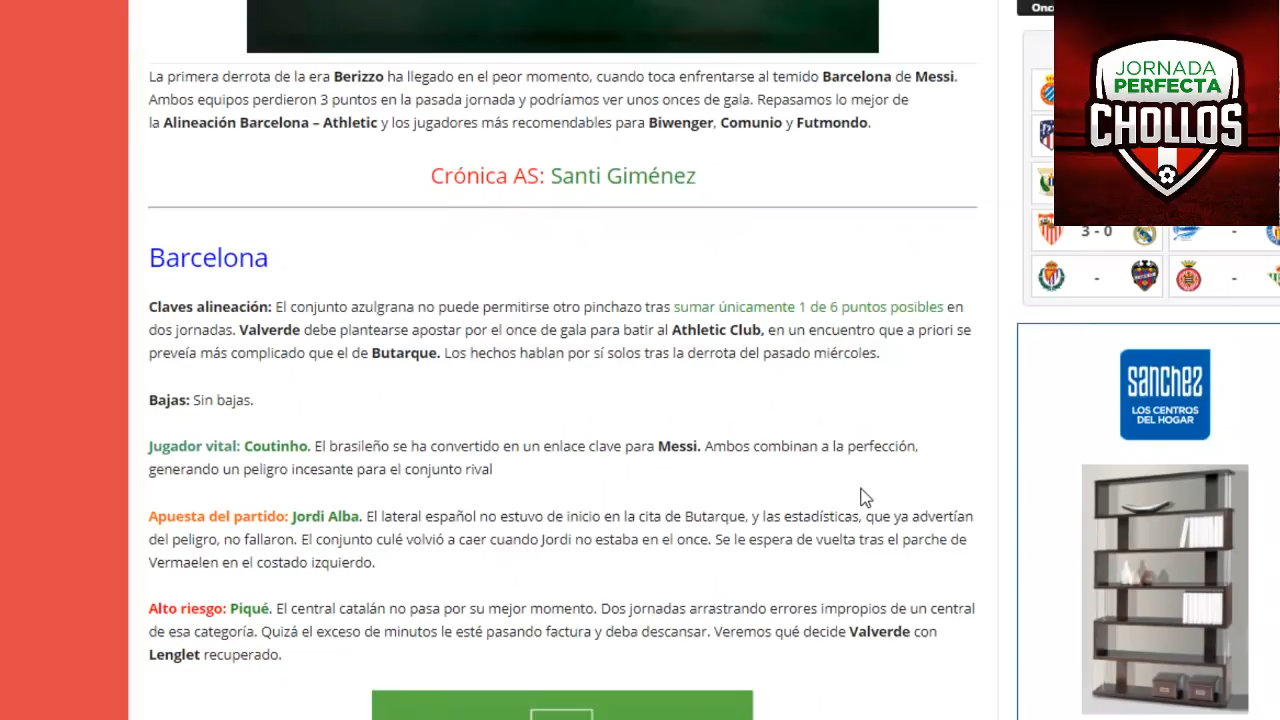 Onc
JORNADA
PERFECTA
CHOLLOS
La primera derrota de la era Berizzo ha llegado en el peor momento, cuando toca enfrentarse al temido Barcelona de Messi.
Ambos equipos perdieron 3 puntos en la pasada jornada y podríamos ver unos onces de gala. Repasamos lo mejor de
la Alineación Barcelona – Athletic y los jugadores más recomendables para Biwenger, Comunio y Futmondo.
Crónica AS: Santi Giménez
3 - 0
-
-
-
Barcelona
Claves alineación: El conjunto azulgrana no puede permitirse otro pinchazo tras sumar únicamente 1 de 6 puntos posibles en
dos jornadas. Valverde debe plantearse apostar por el once de gala para batir al Athletic Club, en un encuentro que a priori se
preveía más complicado que el de Butarque. Los hechos hablan por sí solos tras la derrota del pasado miércoles.
Bajas: Sin bajas.
Jugador vital: Coutinho. El brasileño se ha convertido en un enlace clave para Messi. Ambos combinan a la perfección,
generando un peligro incesante para el conjunto rival
Apuesta del partido: Jordi Alba. El lateral español no estuvo de inicio en la cita de Butarque, y las estadísticas, que ya advertían
del peligro, no fallaron. El conjunto culé volvió a caer cuando Jordi no estaba en el once. Se le espera de vuelta tras el parche de
Vermaelen en el costado izquierdo.
Alto riesgo: Piqué. El central catalán no pasa por su mejor momento. Dos jornadas arrastrando errores impropios de un central
de esa categoría. Quizá el exceso de minutos le esté pasando factura y deba descansar. Veremos qué decide Valverde con
Lenglet recuperado.
sanchez
LOS CENTROS
DEL HOGAR